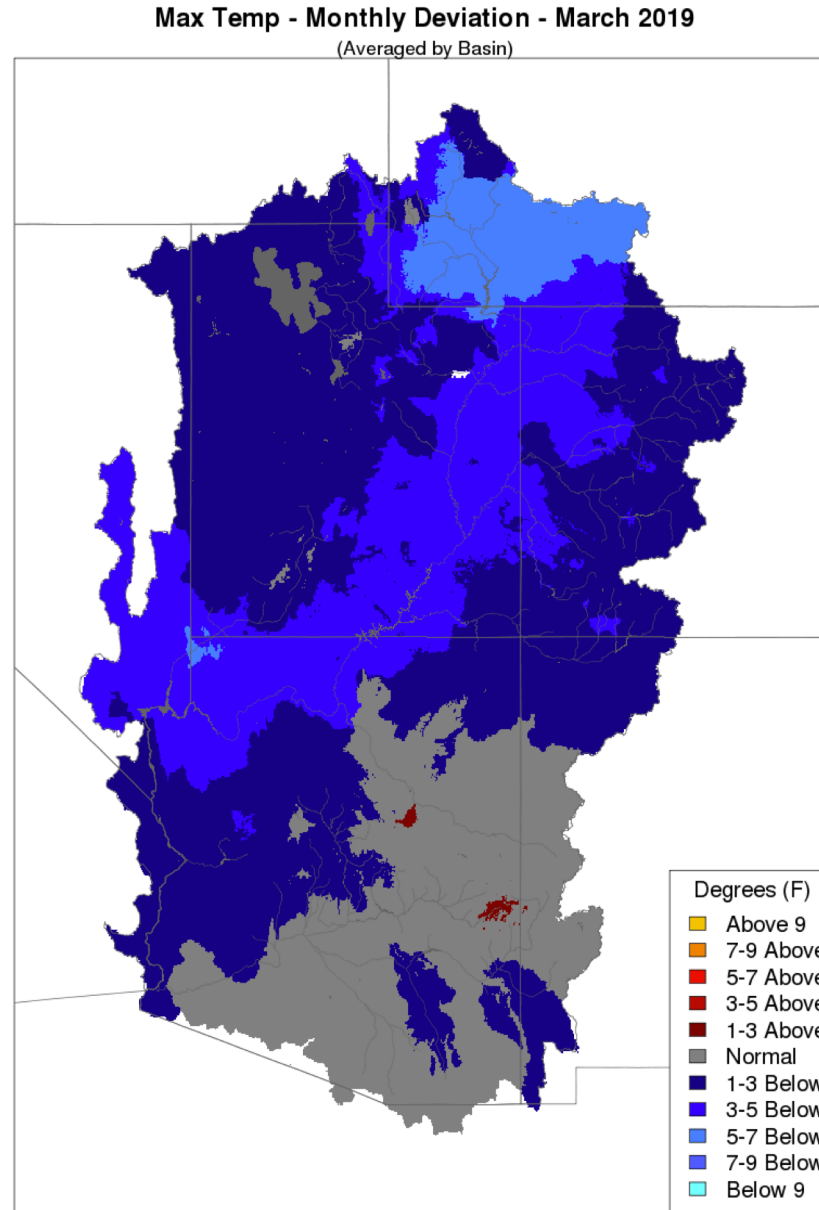 Max Temp - Monthly Deviation - March 2019
(Averaged by Basin)
Degrees (F)
Above 9
7-9 Above
5-7 Above
3-5 Above
1-3 Above
Normal
1-3 Below
3-5 Below
5-7 Below
7-9 Below
Below 9